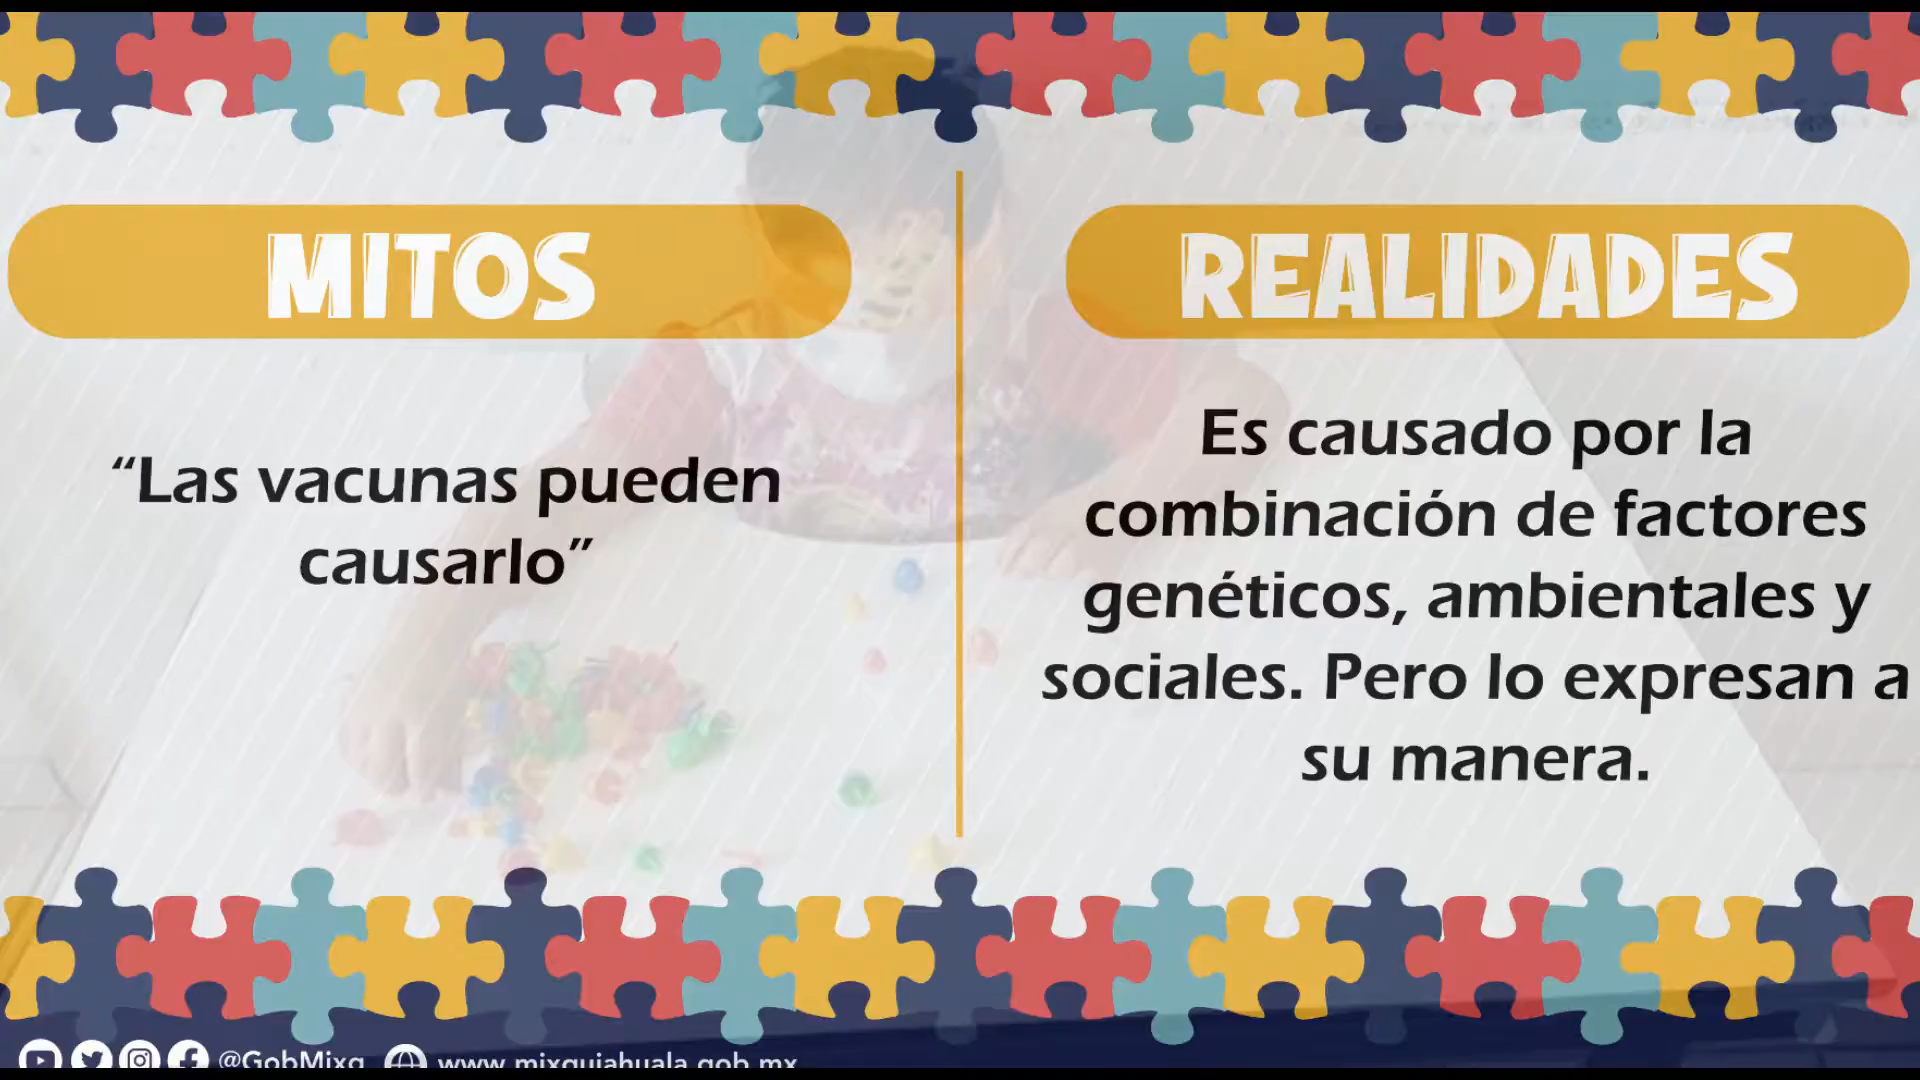 MITOS
“Las vacunas pueden
causarlo”
REALIDADES
Es causado por la
combinación de factores
genéticos, ambientales y
sociales. Pero lo expresan a
su manera.
@GobMixq www.mixquiahuala.gob.mx